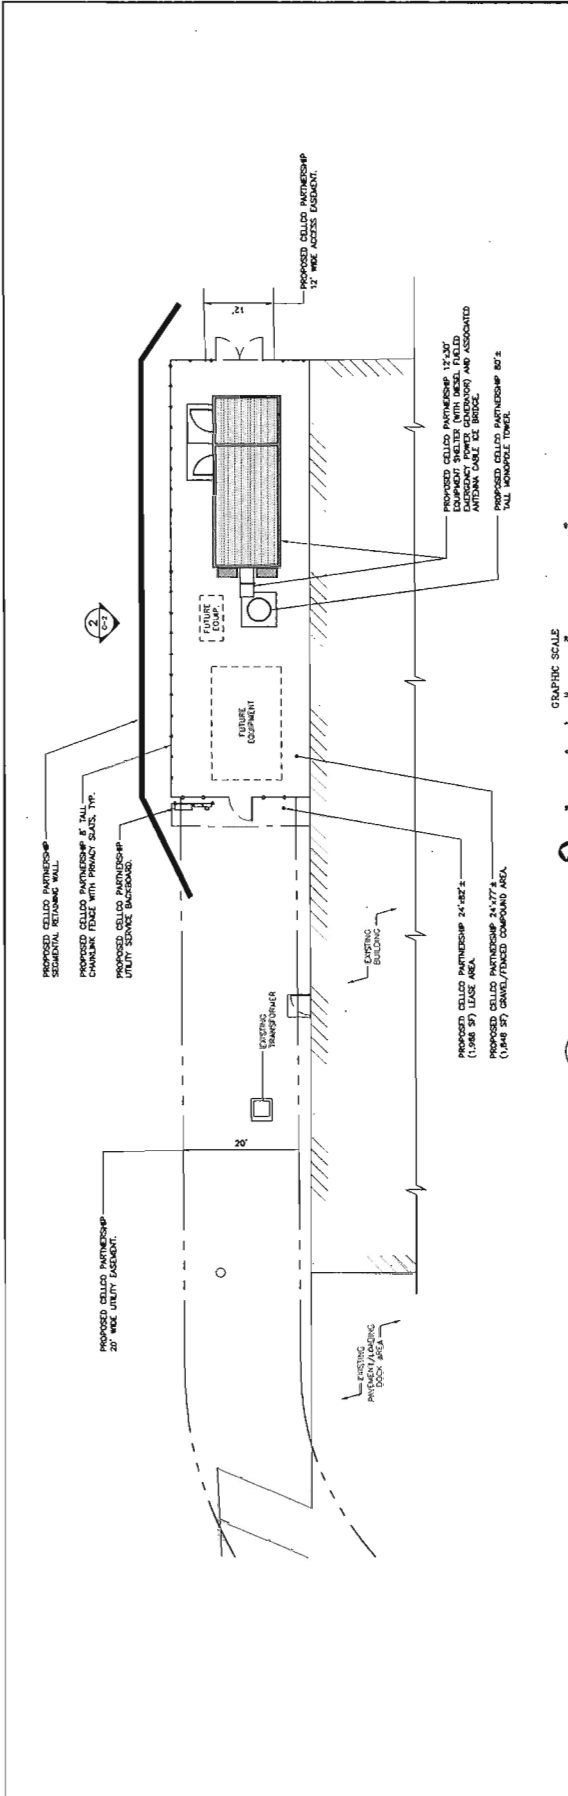 PROPOSED CELLCO PARTNERSHIP
SEGMENTAL RETAINING WALL.
PROPOSED CELLCO PARTNERSHIP 8' TALL
CHAINLINK FENCE WITH PRIVACY SLATS, TYP.
PROPOSED CELLCO PARTNERSHIP
UTILITY SERVICE BACKBOARD.
PROPOSED CELLCO PARTNERSHIP
20' WIDE UTILITY EASEMENT.
2
C-2
PROPOSED CELLCO PARTNERSHIP
12' WIDE ACCESS EASEMENT.
12'
20'
EXISTING
TRANSFORMER
FUTURE
EQUIP.
FUTURE
EQUIPMENT
EXISTING
PAVEMENT/LOADING
DOCK AREA
EXISTING
BUILDING
PROPOSED CELLCO PARTNERSHIP 12'x30'
EQUIPMENT SHELTER (WITH DIESEL FUELED
EMERGENCY POWER GENERATOR) AND ASSOCIATED
ANTENNA CABLE ICE BRIDGE.
PROPOSED CELLCO PARTNERSHIP 80'±
TALL MONOPOLE TOWER.
PROPOSED CELLCO PARTNERSHIP 24'x82'±
(1,968 SF) LEASE AREA.
PROPOSED CELLCO PARTNERSHIP 24'x77'±
(1,848 SF) GRAVEL/FENCED COMPOUND AREA.
GRAPHIC SCALE